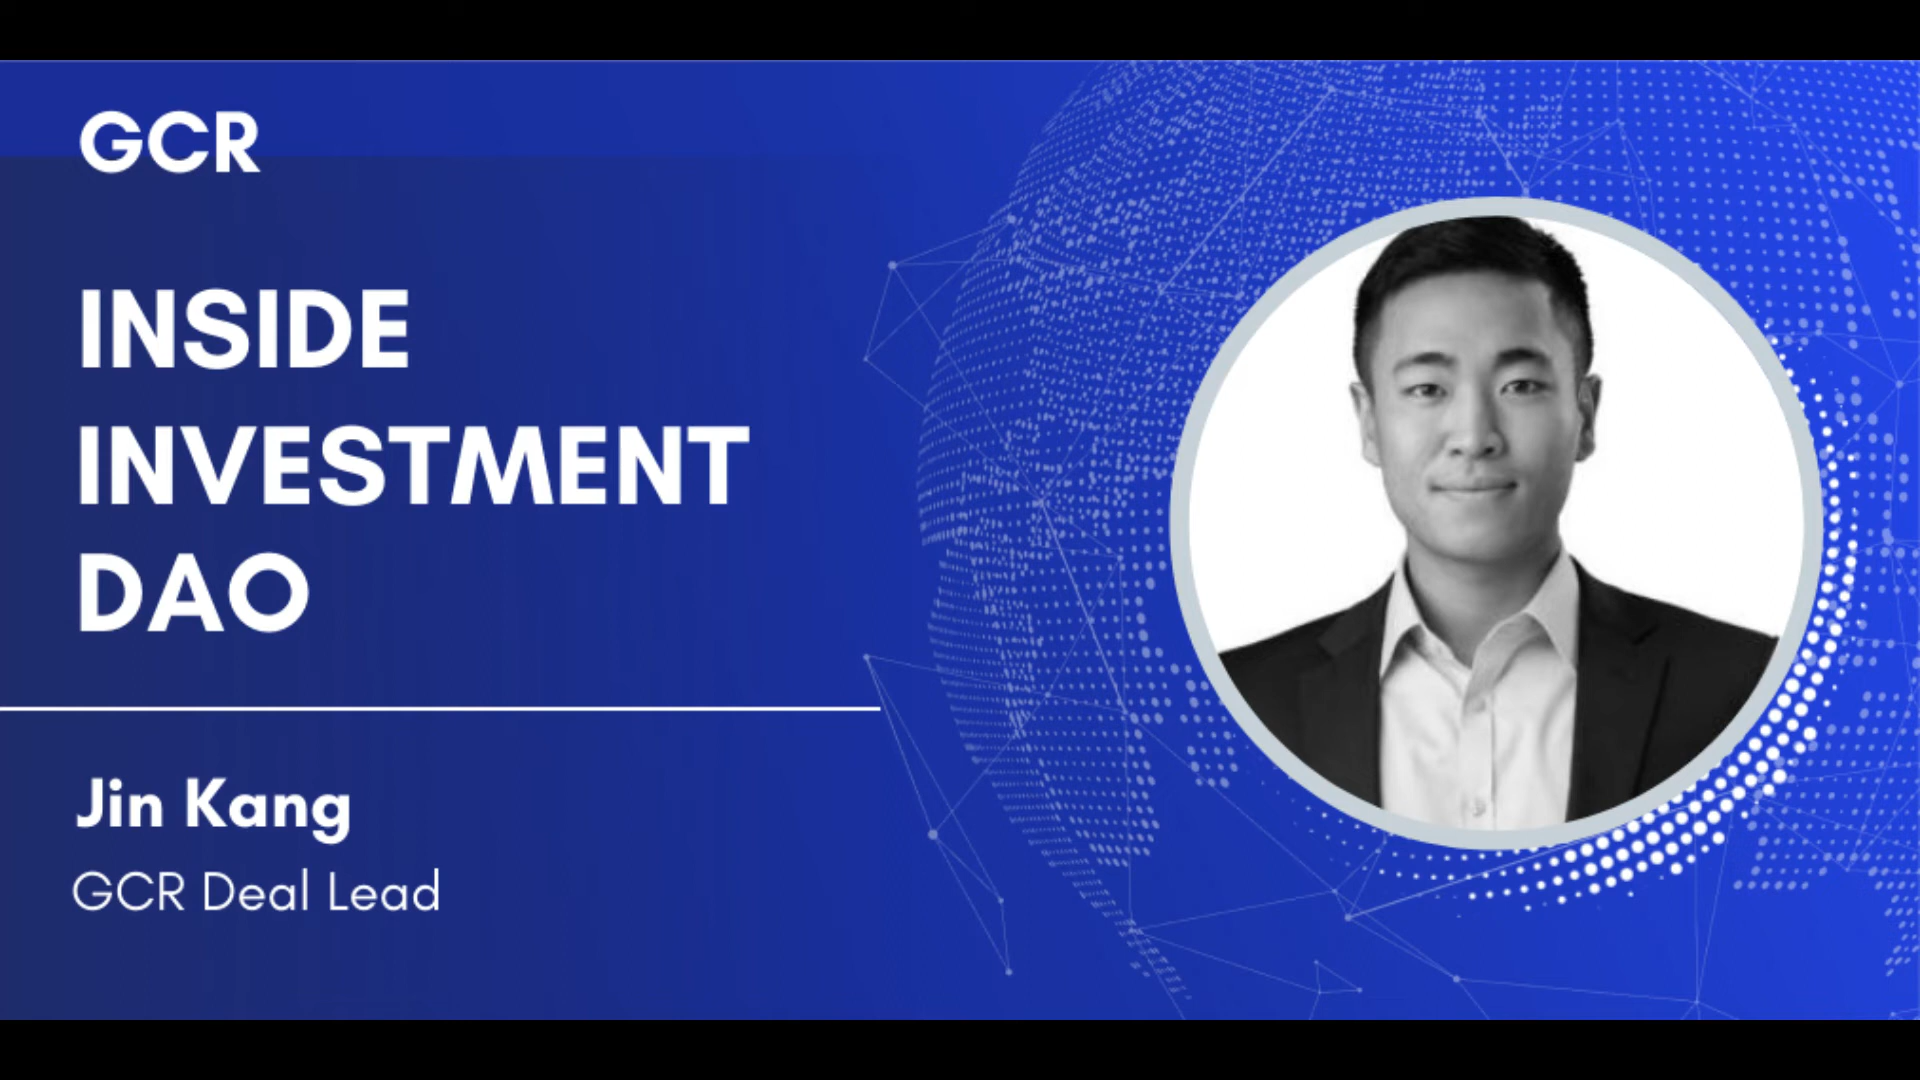 GCR
INSIDE
INVESTMENT
DAO
Jin Kang
GCR Deal Lead